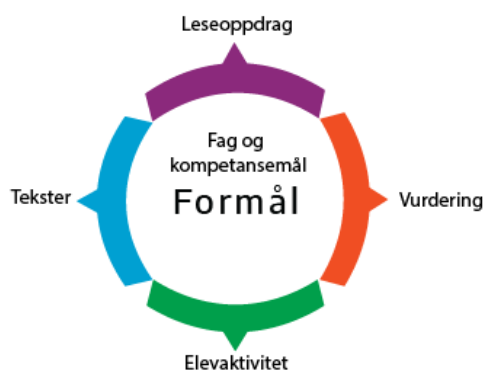 Leseoppdrag
Fag og
kompetansemål
Formål
Tekster
Vurdering
Elevaktivitet